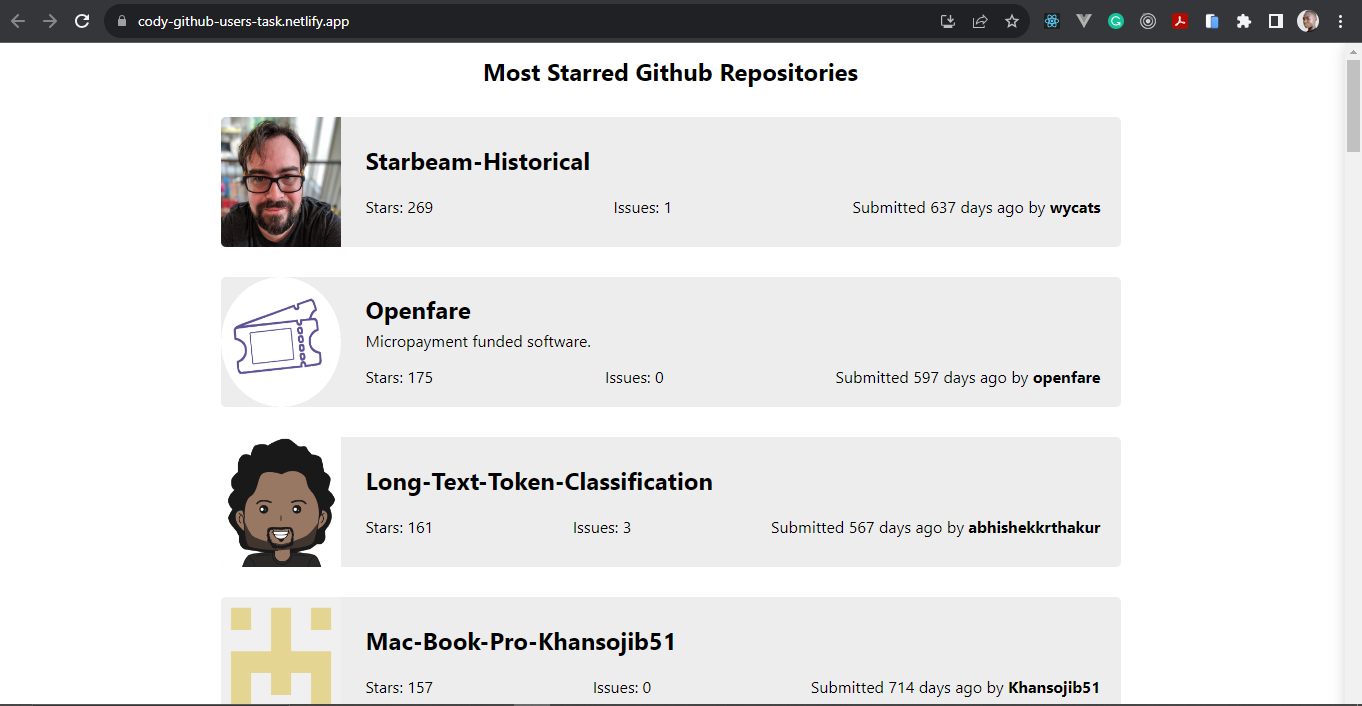 cody-github-users-task.netlify.app
Most Starred Github Repositories
Starbeam-Historical
Stars: 269 Issues: 1 Submitted 637 days ago by wycats
Openfare
Micropayment funded software.
Stars: 175 Issues: 0 Submitted 597 days ago by openfare
Long-Text-Token-Classification
Stars: 161 Issues: 3 Submitted 567 days ago by abhishekkrthakur
Mac-Book-Pro-Khansojib51
Stars: 157 Issues: 0 Submitted 714 days ago by Khansojib51